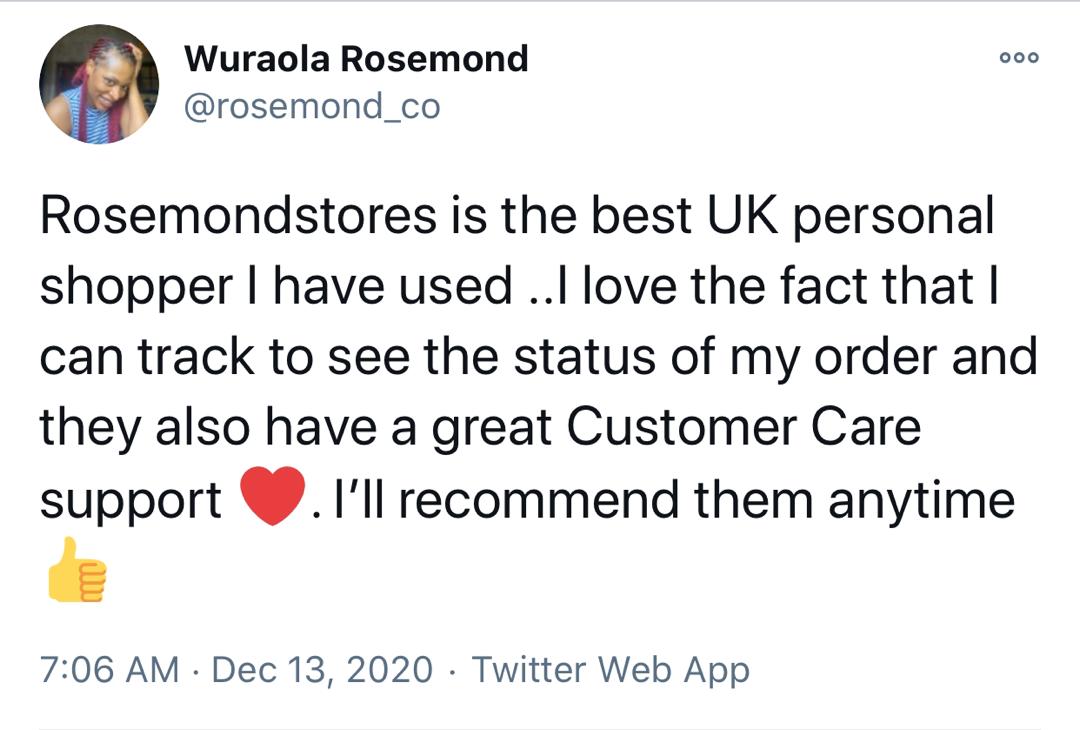 Wuraola Rosemond
@rosemond_co
Rosemondstores is the best UK personal
shopper I have used ..I love the fact that I
can track to see the status of my order and
they also have a great Customer Care
support ❤️. I’ll recommend them anytime
👍
7:06 AM · Dec 13, 2020 · Twitter Web App